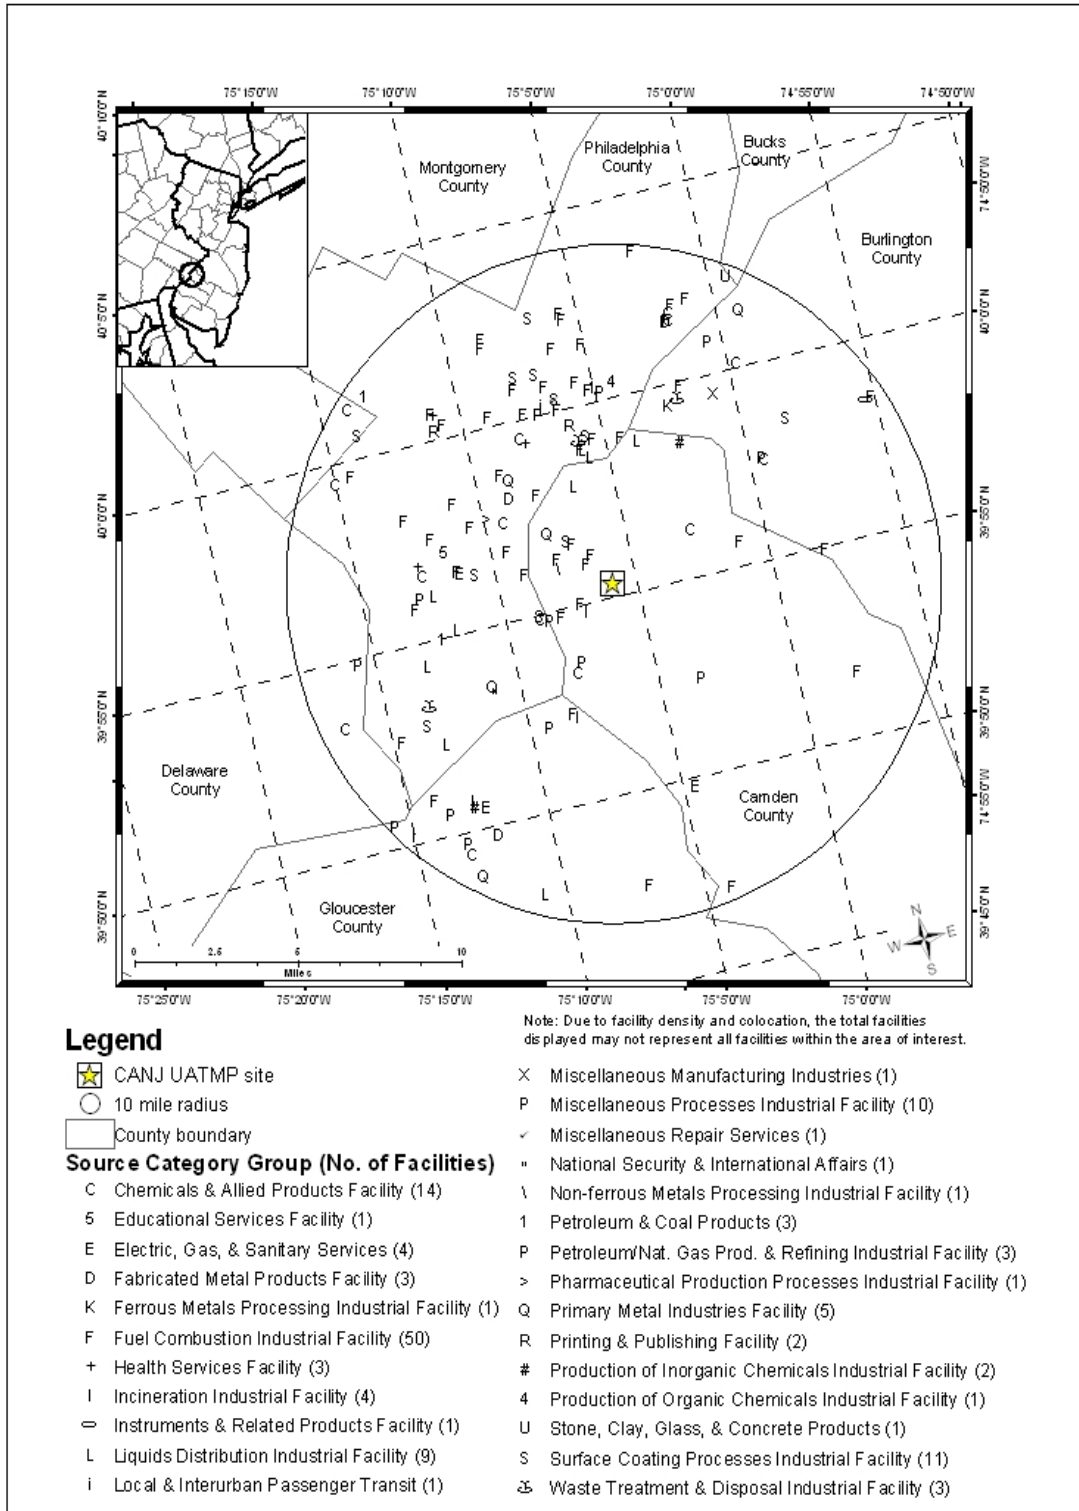 75°15'0"W 75°10'0"W 75°5'0"W 75°0'0"W 74°55'0"W 74°50'0"W
40°10'0"N
Montgomery
County
Philadelphia
County
Bucks
County
74°50'0"W
Burlington
County
40°5'0"N
40°0'0"N
40°0'0"N
39°55'0"N
39°55'0"N
39°50'0"N
Delaware
County
Camden
County
74°55'0"W
39°50'0"N
Gloucester
County
39°45'0"N
N
W E
S
0 2.5 5 10
Miles
75°25'0"W 75°20'0"W 75°15'0"W 75°10'0"W 75°5'0"W 75°0'0"W
Note: Due to facility density and colocation, the total facilities
displayed may not represent all facilities within the area of interest.
Legend
CANJ UATMP site
10 mile radius
County boundary
Source Category Group (No. of Facilities)
C Chemicals & Allied Products Facility (14)
5 Educational Services Facility (1)
E Electric, Gas, & Sanitary Services (4)
D Fabricated Metal Products Facility (3)
K Ferrous Metals Processing Industrial Facility (1)
F Fuel Combustion Industrial Facility (50)
+ Health Services Facility (3)
I Incineration Industrial Facility (4)
Instruments & Related Products Facility (1)
L Liquids Distribution Industrial Facility (9)
i Local & Interurban Passenger Transit (1)
X Miscellaneous Manufacturing Industries (1)
P Miscellaneous Processes Industrial Facility (10)
Miscellaneous Repair Services (1)
" National Security & International Affairs (1)
\ Non-ferrous Metals Processing Industrial Facility (1)
1 Petroleum & Coal Products (3)
P Petroleum/Nat. Gas Prod. & Refining Industrial Facility (3)
> Pharmaceutical Production Processes Industrial Facility (1)
Q Primary Metal Industries Facility (5)
R Printing & Publishing Facility (2)
# Production of Inorganic Chemicals Industrial Facility (2)
4 Production of Organic Chemicals Industrial Facility (1)
U Stone, Clay, Glass, & Concrete Products (1)
S Surface Coating Processes Industrial Facility (11)
Waste Treatment & Disposal Industrial Facility (3)